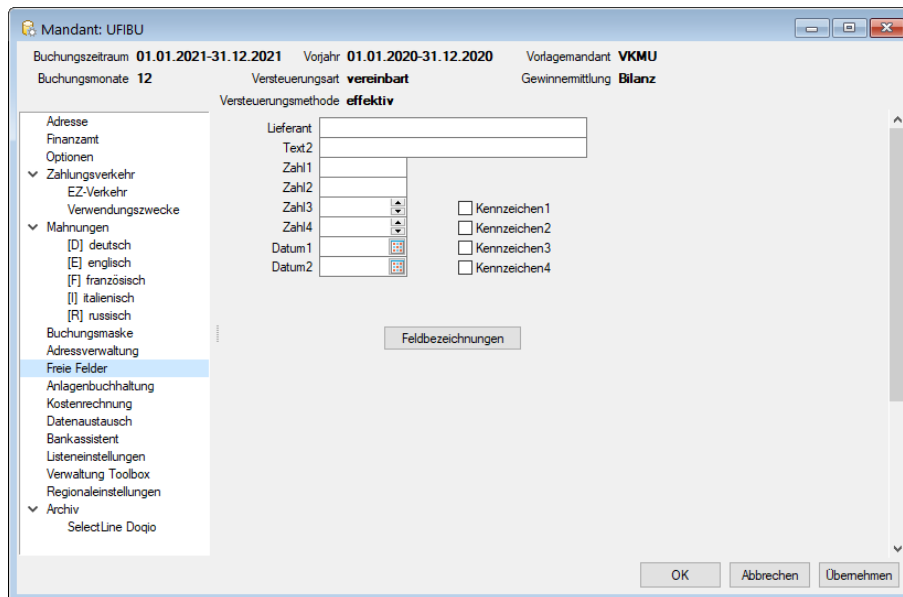 Mandant: UFIBU
Buchungszeitraum 01.01.2021-31.12.2021 Vorjahr 01.01.2020-31.12.2020 Vorlagemandant VKMU
Buchungsmonate 12 Versteuerungsart vereinbart Gewinnermittlung Bilanz
Versteuerungsmethode effektiv
Adresse
Finanzamt
Optionen
Zahlungsverkehr
EZ-Verkehr
Verwendungszwecke
Mahnungen
[D] deutsch
[E] englisch
[F] französisch
[I] italienisch
[R] russisch
Buchungsmaske
Adressverwaltung
Freie Felder
Anlagenbuchhaltung
Kostenrechnung
Datenaustausch
Bankassistent
Listeneinstellungen
Verwaltung Toolbox
Regionaleinstellungen
Archiv
SelectLine Doqio
Lieferant
Text2
Zahl1
Zahl2
Zahl3 Kennzeichen1
Zahl4 Kennzeichen2
Datum1 Kennzeichen3
Datum2 Kennzeichen4
Feldbezeichnungen
OK Abbrechen Übernehmen